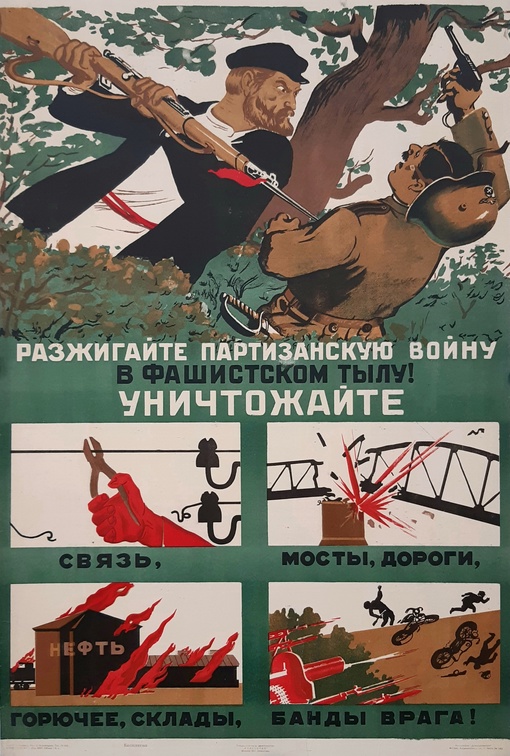 РАЗЖИГАЙТЕ ПАРТИЗАНСКУЮ ВОЙНУ
В ФАШИСТСКОМ ТЫЛУ!
УНИЧТОЖАЙТЕ
СВЯЗЬ,
МОСТЫ, ДОРОГИ,
НЕФТЬ
ГОРЮЧЕЕ, СКЛАДЫ,
БАНДЫ ВРАГА!